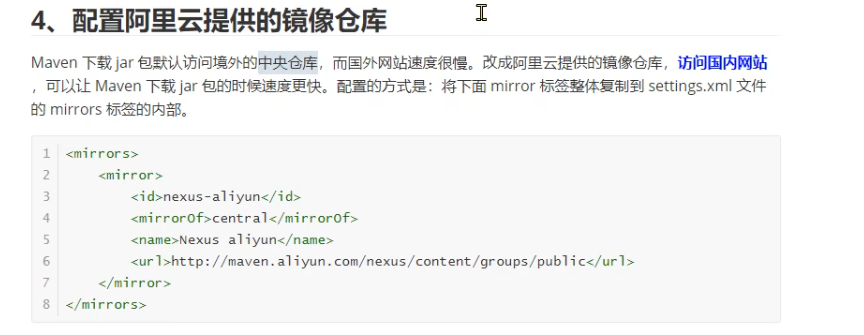 4、配置阿里云提供的镜像仓库
Maven 下载 jar 包默认访问境外的中央仓库，而国外网站速度很慢。改成阿里云提供的镜像仓库，访问国内网站
，可以让 Maven 下载 jar 包的时候速度更快。配置的方式是：将下面 mirror 标签整体复制到 settings.xml 文件
的 mirrors 标签的内部。
1 <mirrors>
2     <mirror>
3         <id>nexus-aliyun</id>
4         <mirrorOf>central</mirrorOf>
5         <name>Nexus aliyun</name>
6         <url>http://maven.aliyun.com/nexus/content/groups/public</url>
7     </mirror>
8 </mirrors>